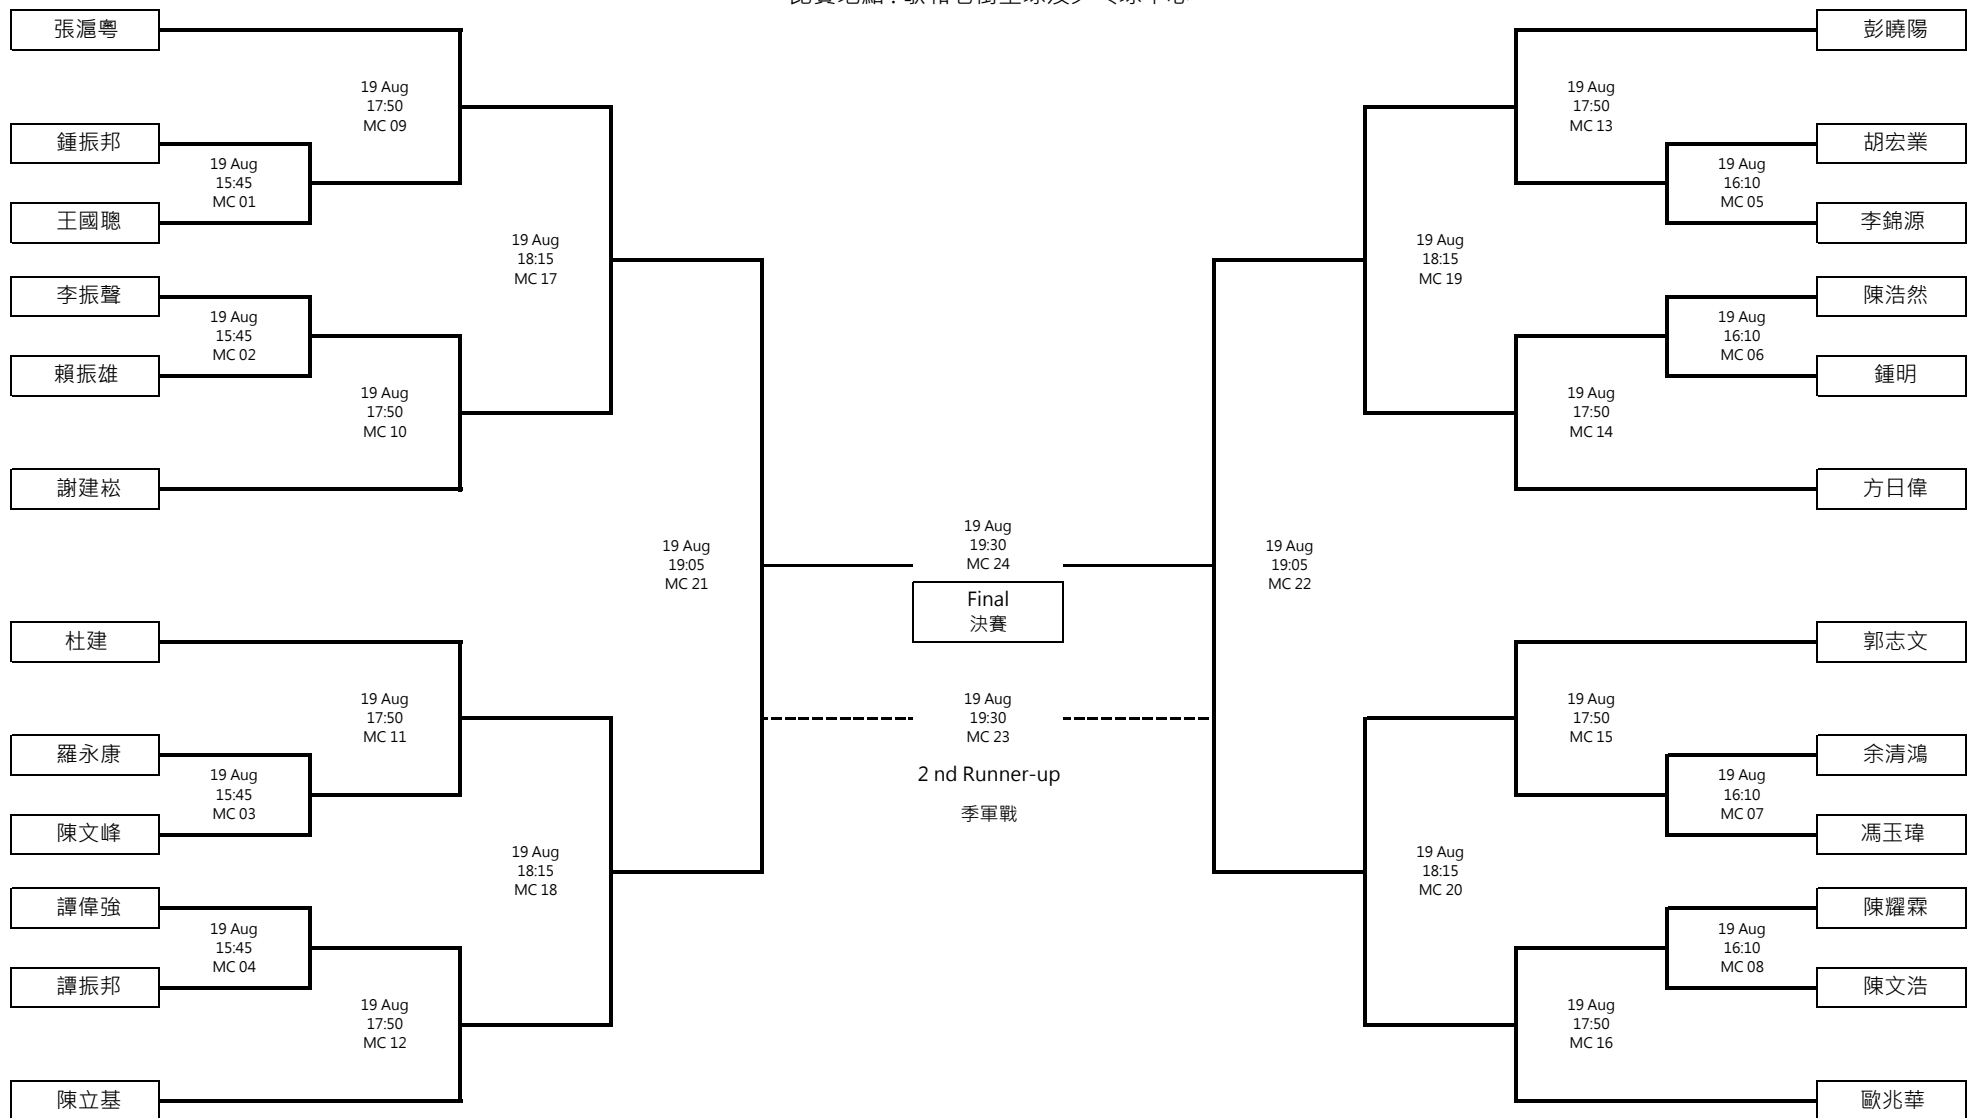 張滬粵
19 Aug
17:50
MC 09
鍾振邦
19 Aug
15:45
MC 01
王國聰
19 Aug
18:15
MC 17
李振聲
19 Aug
15:45
MC 02
賴振雄
19 Aug
17:50
MC 10
謝建崧
19 Aug
19:05
MC 21
杜建
19 Aug
17:50
MC 11
羅永康
19 Aug
15:45
MC 03
陳文峰
19 Aug
18:15
MC 18
譚偉強
19 Aug
15:45
MC 04
譚振邦
19 Aug
17:50
MC 12
陳立基
19 Aug
19:30
MC 24
Final
決賽
19 Aug
19:30
MC 23
2 nd Runner-up
季軍戰
彭曉陽
19 Aug
17:50
MC 13
胡宏業
19 Aug
16:10
MC 05
李錦源
19 Aug
18:15
MC 19
陳浩然
19 Aug
16:10
MC 06
鍾明
19 Aug
17:50
MC 14
方日偉
19 Aug
19:05
MC 22
郭志文
19 Aug
17:50
MC 15
余清鴻
19 Aug
16:10
MC 07
馮玉瑋
19 Aug
18:15
MC 20
陳耀霖
19 Aug
16:10
MC 08
陳文浩
19 Aug
17:50
MC 16
歐兆華